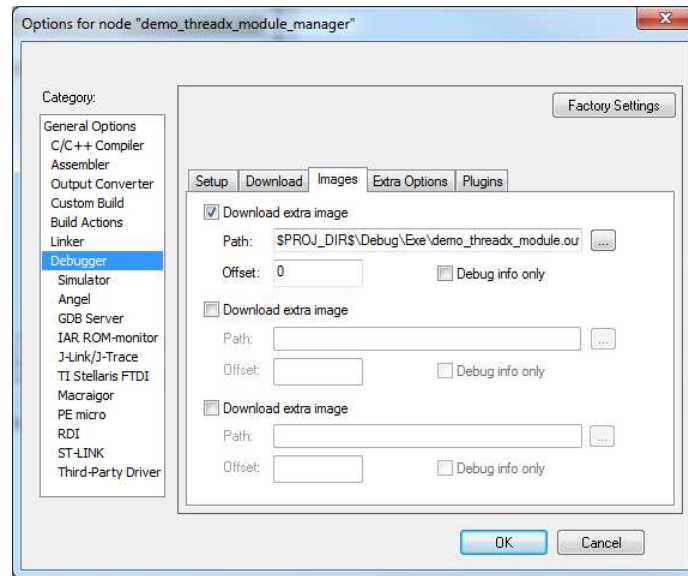 Options for node "demo_threadx_module_manager"
Category:
Factory Settings
General Options
C/C++ Compiler
Assembler
Output Converter
Custom Build
Build Actions
Linker
Debugger
Simulator
Angel
GDB Server
IAR ROM-monitor
J-Link/J-Trace
TI Stellaris FTDI
Macraigor
PE micro
RDI
ST-LINK
Third-Party Driver
Setup Download Images Extra Options Plugins
Download extra image
Path: $PROJ_DIR$\Debug\Exe\demo_threadx_module.ou ...
Offset: 0 Debug info only
Download extra image
Path: ...
Offset: Debug info only
Download extra image
Path: ...
Offset: Debug info only
OK Cancel